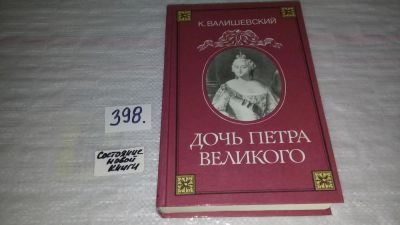 К. ВАЛИШЕВСКИЙ
ДОЧЬ ПЕТРА
ВЕЛИКОГО
398.
Состояние
новой
книги